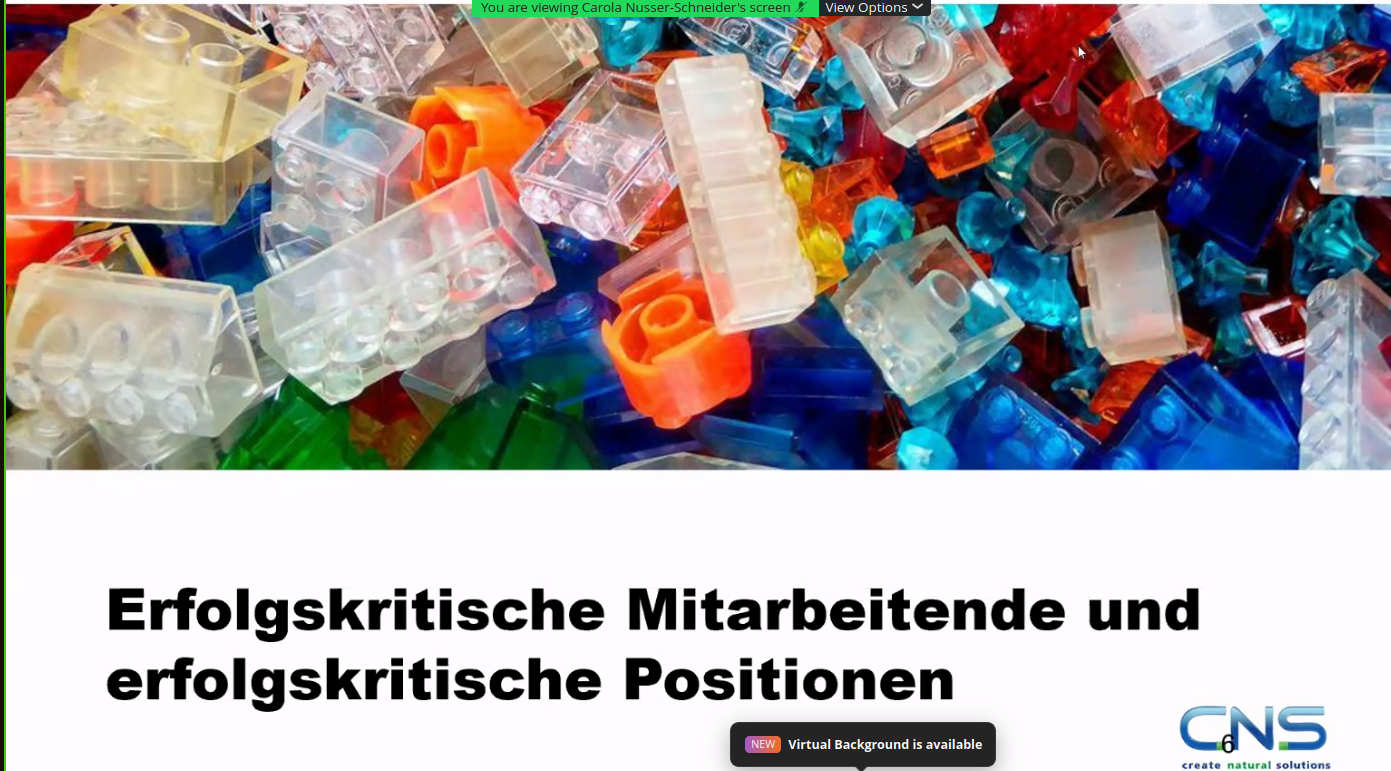 You are viewing Carola Nusser-Schneider's screen View Options
Erfolgskritische Mitarbeitende und
erfolgskritische Positionen
NEW Virtual Background is available
CNS
6
create natural solutions